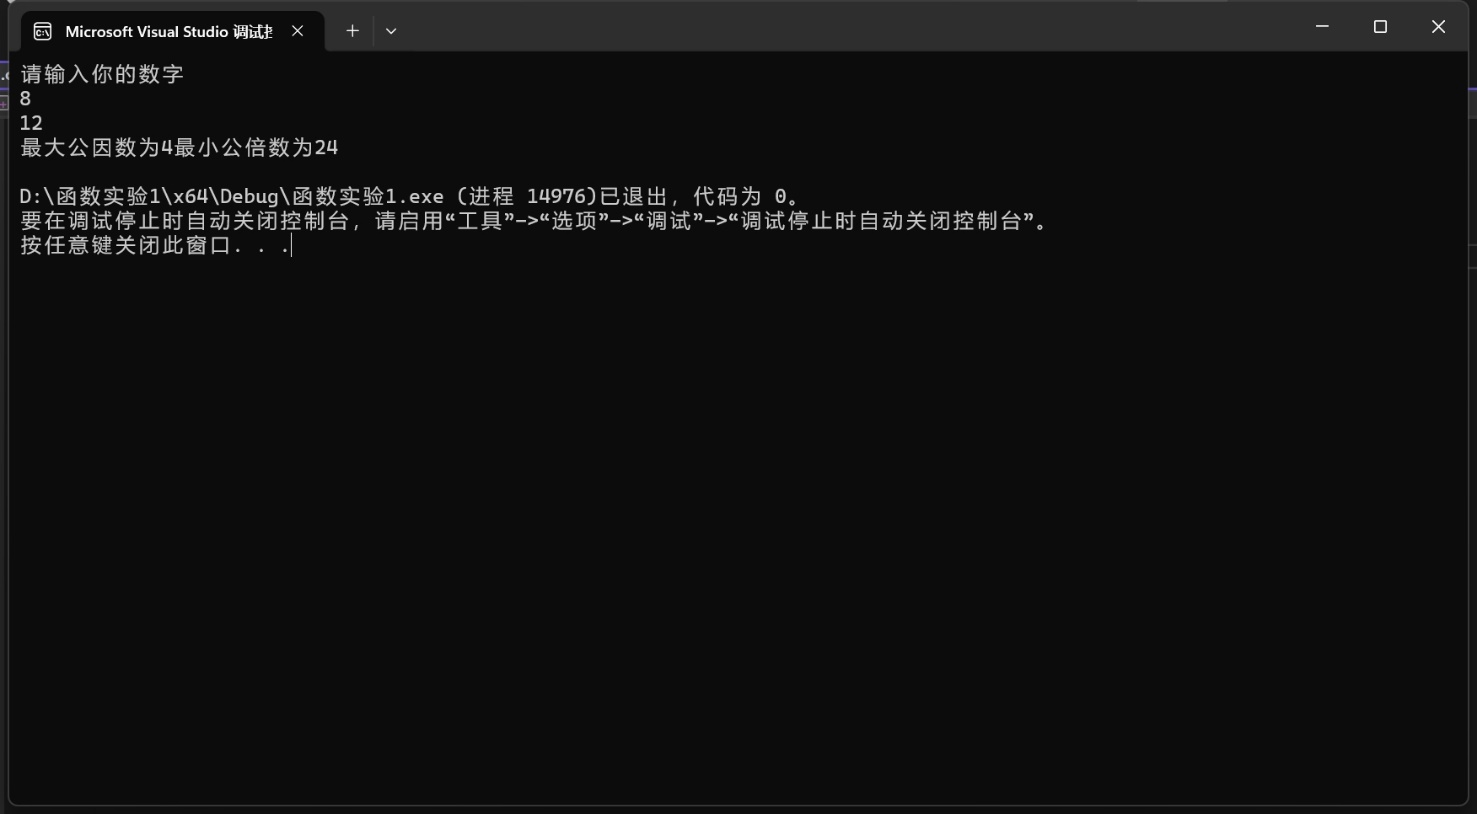 Microsoft Visual Studio 调试控
请输入你的数字
8
12
最大公因数为4最小公倍数为24
D:\函数实验1\x64\Debug\函数实验1.exe (进程 14976)已退出，代码为 0。
要在调试停止时自动关闭控制台，请启用“工具”->“选项”->“调试”->“调试停止时自动关闭控制台”。
按任意键关闭此窗口. . .